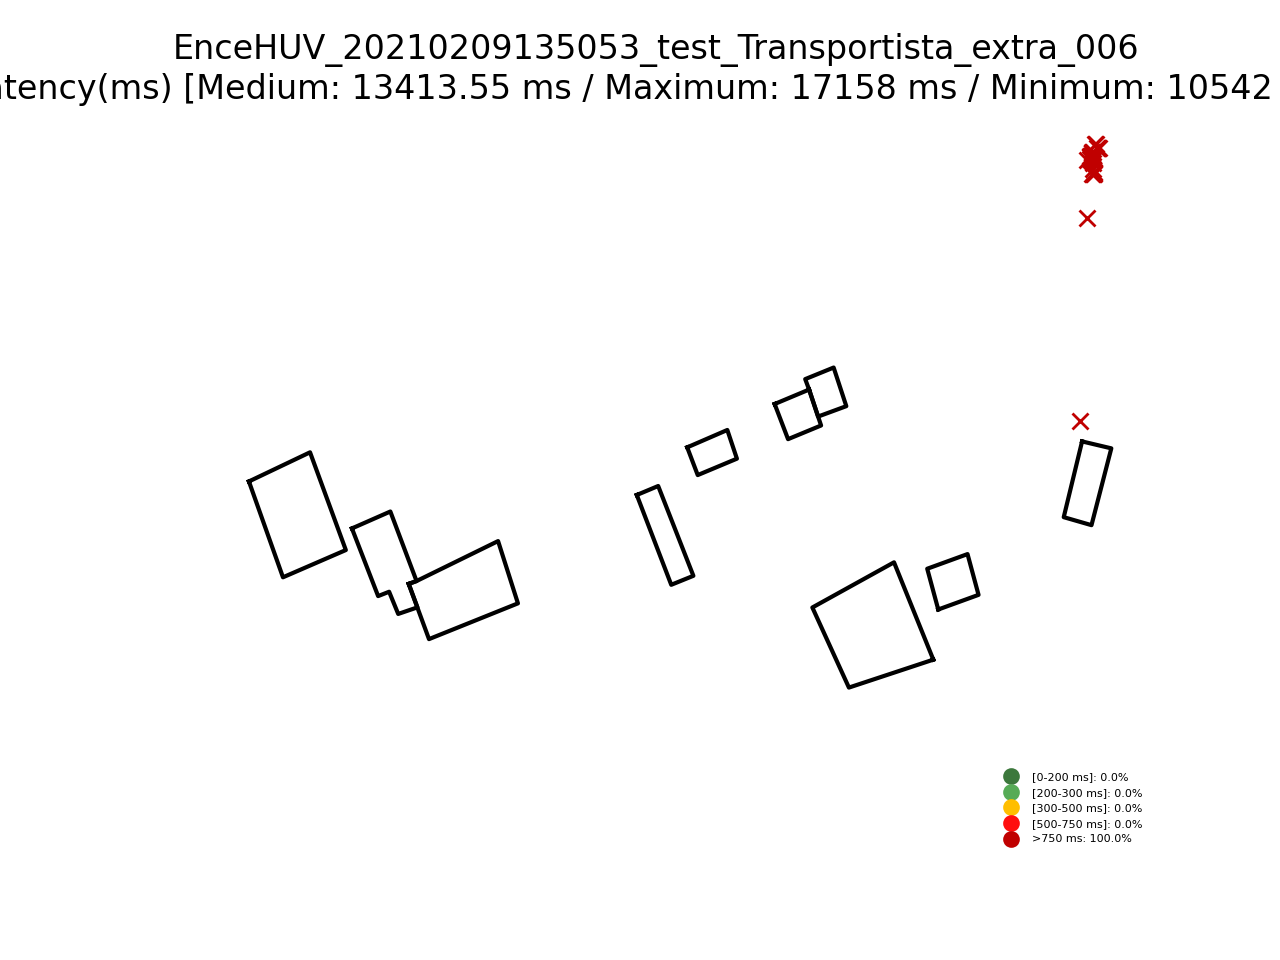 EnceHUV_20210209135053_test_Transportista_extra_006
tency(ms) [Medium: 13413.55 ms / Maximum: 17158 ms / Minimum: 10542
[0-200 ms]: 0.0%
[200-300 ms]: 0.0%
[300-500 ms]: 0.0%
[500-750 ms]: 0.0%
>750 ms: 100.0%